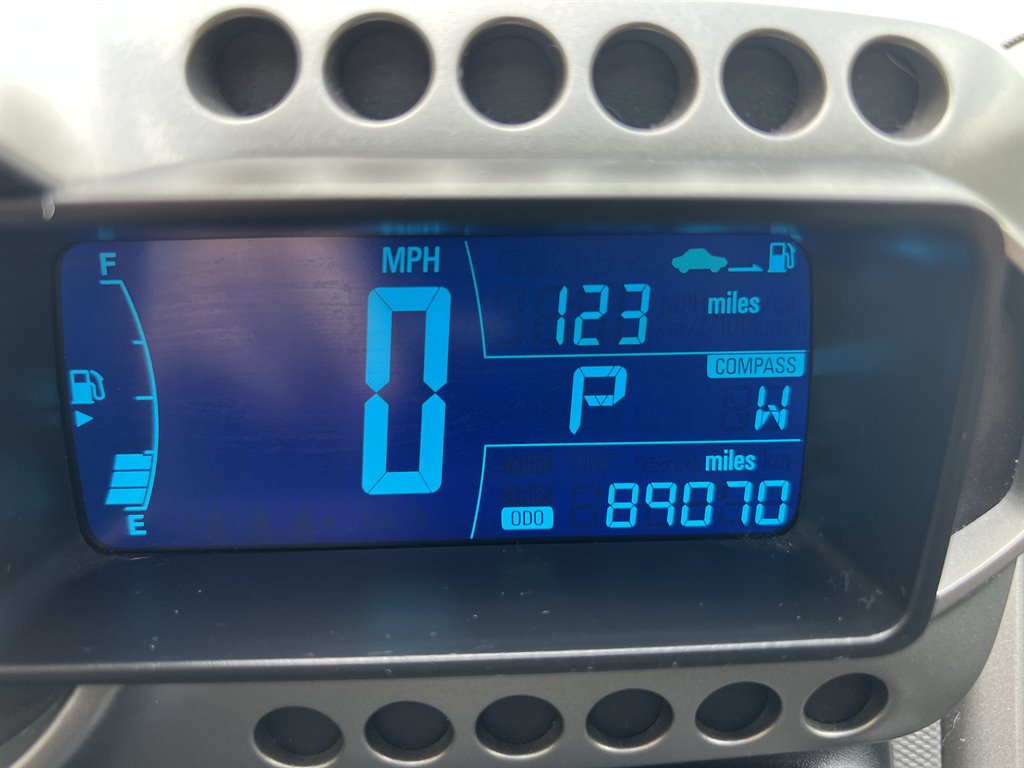 F
MPH
0
123 miles
COMPASS
P
W
miles
ODO 89070
E